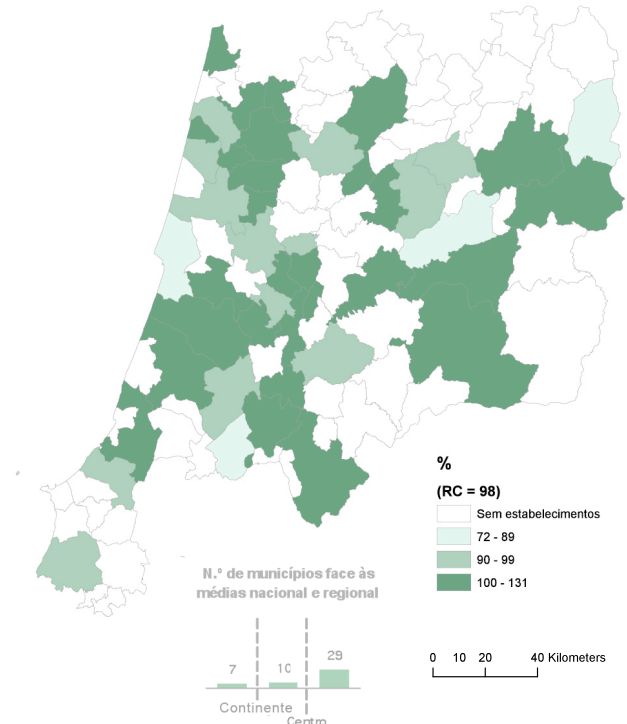 %
(RC = 98)
Sem estabelecimentos
72 - 89
90 - 99
100 - 131
N.º de municípios face às
médias nacional e regional
7 10 29
Continente
Centro
0 10 20 40 Kilometers